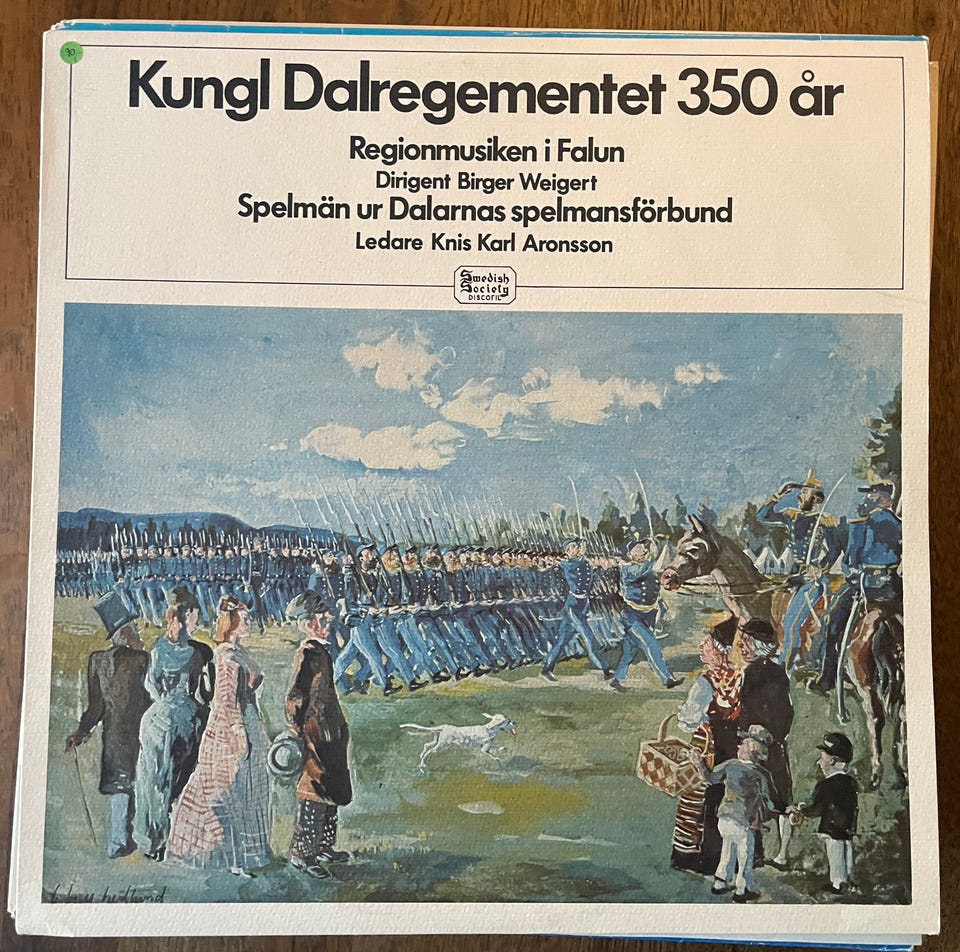 90,-
Kungl Dalregementet 350 år
Regionmusiken i Falun
Dirigent Birger Weigert
Spelmän ur Dalarnas spelmansförbund
Ledare Knis Karl Aronsson
Swedish
Society
DISCOFIL